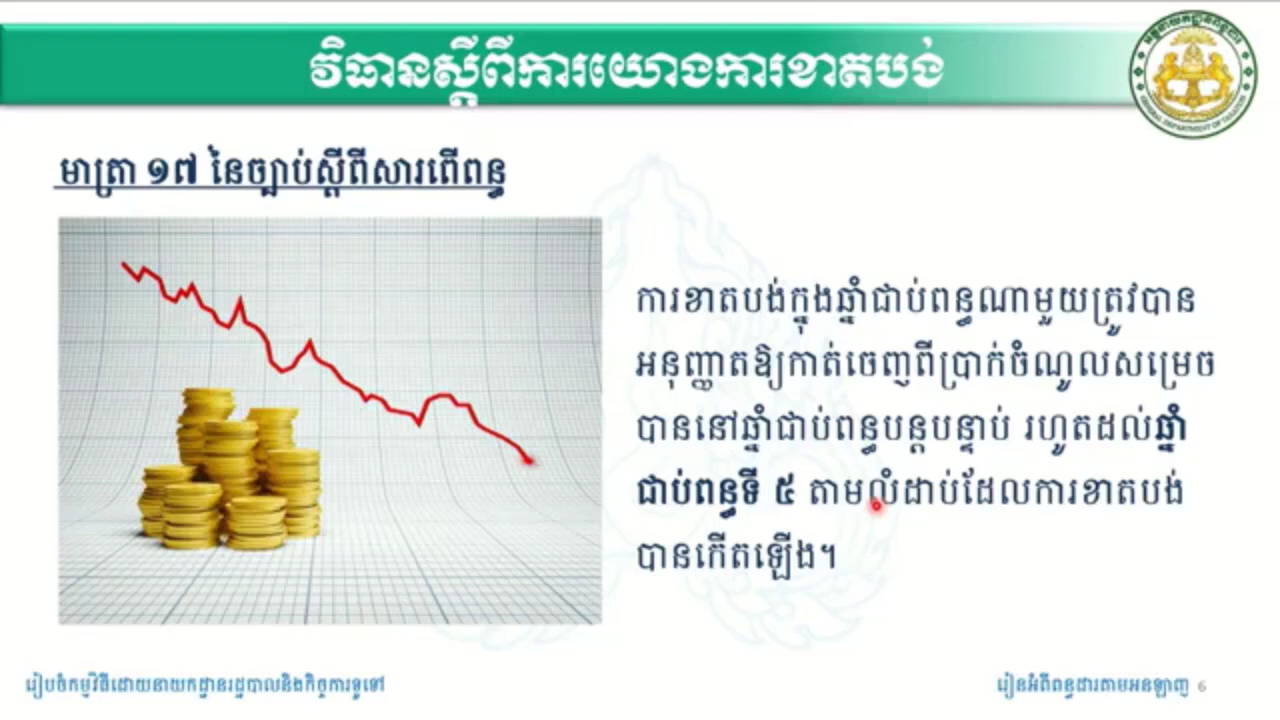 វិធានស្តីពីការយោងការខាតបង់
មាត្រា ១៧ នៃច្បាប់ស្តីពីសារពើពន្ធ
ការខាតបង់ក្នុងឆ្នាំជាប់ពន្ធណាមួយត្រូវបាន
អនុញ្ញាតឱ្យកាត់ចេញពីប្រាក់ចំណូលសម្រេច
បាននៅឆ្នាំជាប់ពន្ធបន្តបន្ទាប់ រហូតដល់ឆ្នាំ
ជាប់ពន្ធទី ៥ តាមលំដាប់ដែលការខាតបង់
បានកើតឡើង។
រៀបចំកម្មវិធីដោយនាយកដ្ឋានរដ្ឋបាលនិងកិច្ចការទូទៅ
រៀនអំពីពន្ធដារតាមអនឡាញ 6
GENERAL DEPARTMENT OF TAXATION